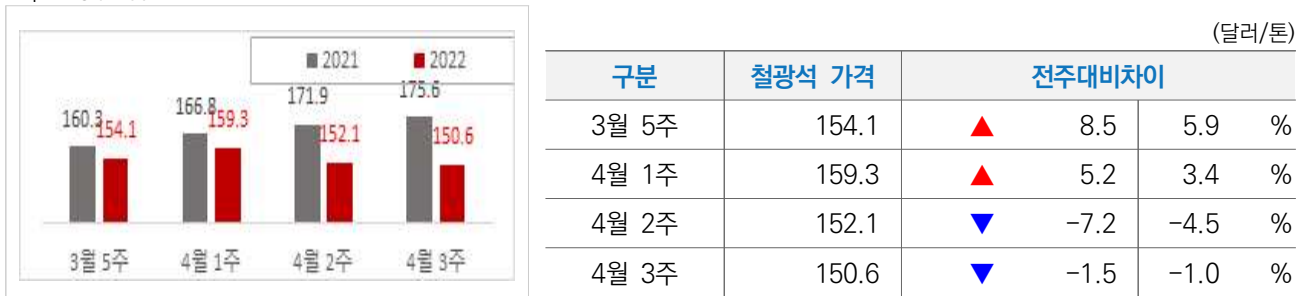 2021 2022
160.3 154.1 166.8 159.3 171.9 152.1 175.6 150.6
3월 5주 4월 1주 4월 2주 4월 3주
(달러/톤)
구분 철광석 가격 전주대비차이
3월 5주 154.1 ▲ 8.5 5.9 %
4월 1주 159.3 ▲ 5.2 3.4 %
4월 2주 152.1 ▼ -7.2 -4.5 %
4월 3주 150.6 ▼ -1.5 -1.0 %